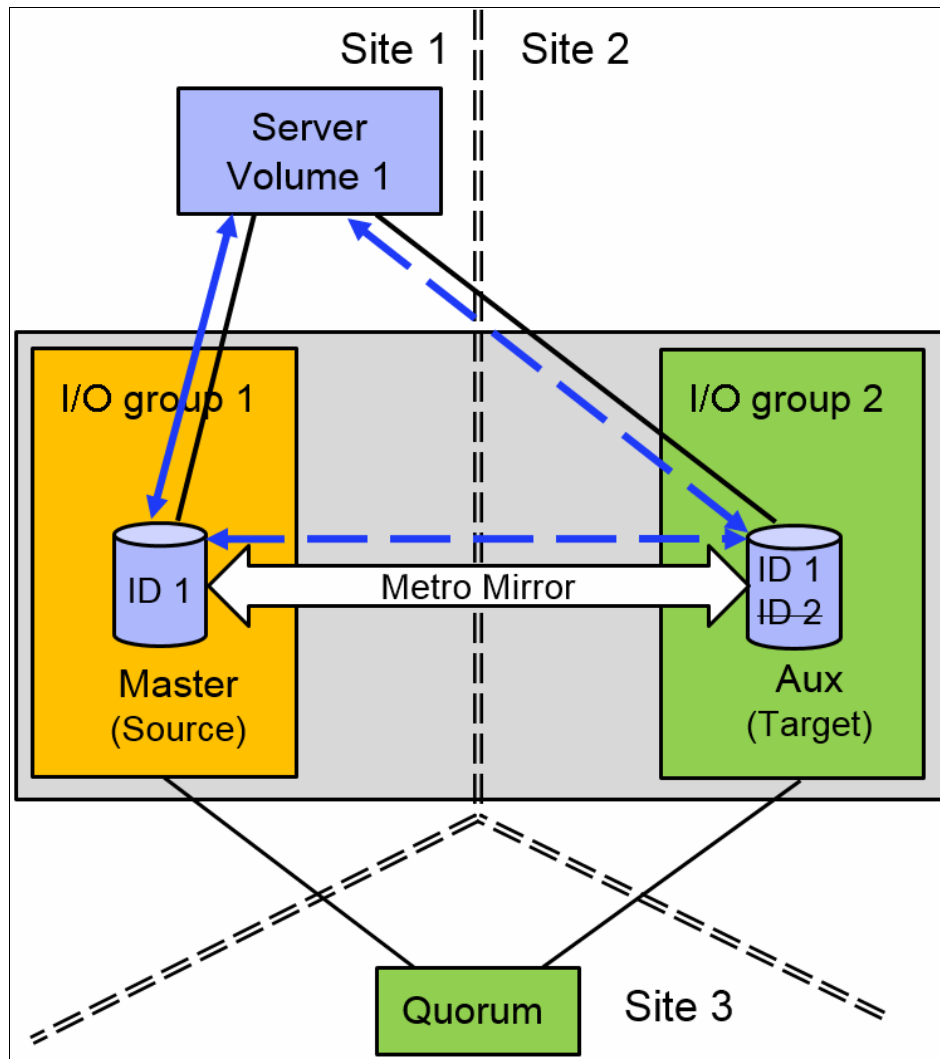 Site 1
Site 2
Server
Volume 1
I/O group 1
I/O group 2
ID 1
Metro Mirror
ID 1
ID 2
Master
(Source)
Aux
(Target)
Quorum
Site 3